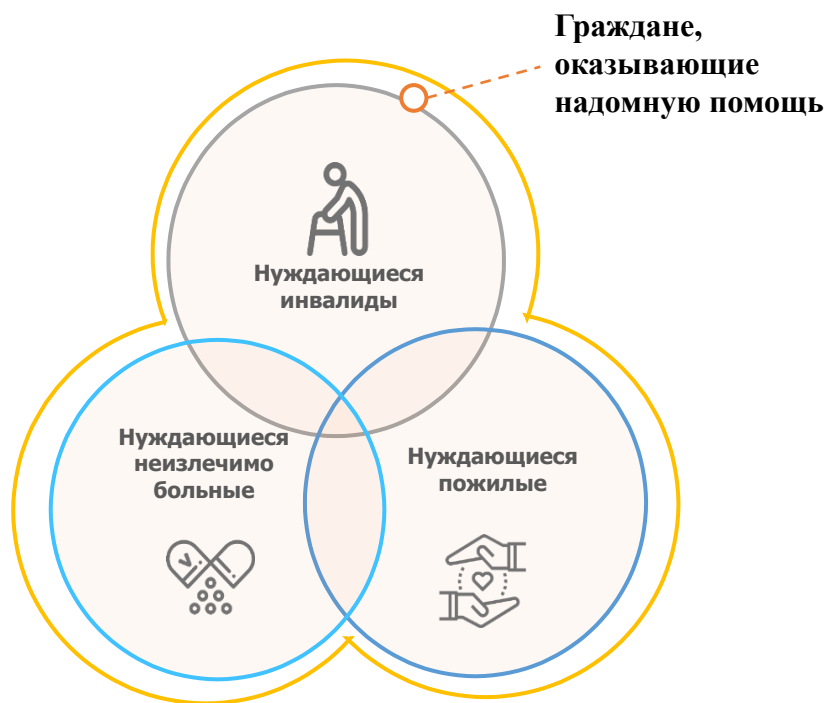 Граждане,
оказывающие
надомную помощь
Нуждающиеся
инвалиды
Нуждающиеся
неизлечимо
больные
Нуждающиеся
пожилые